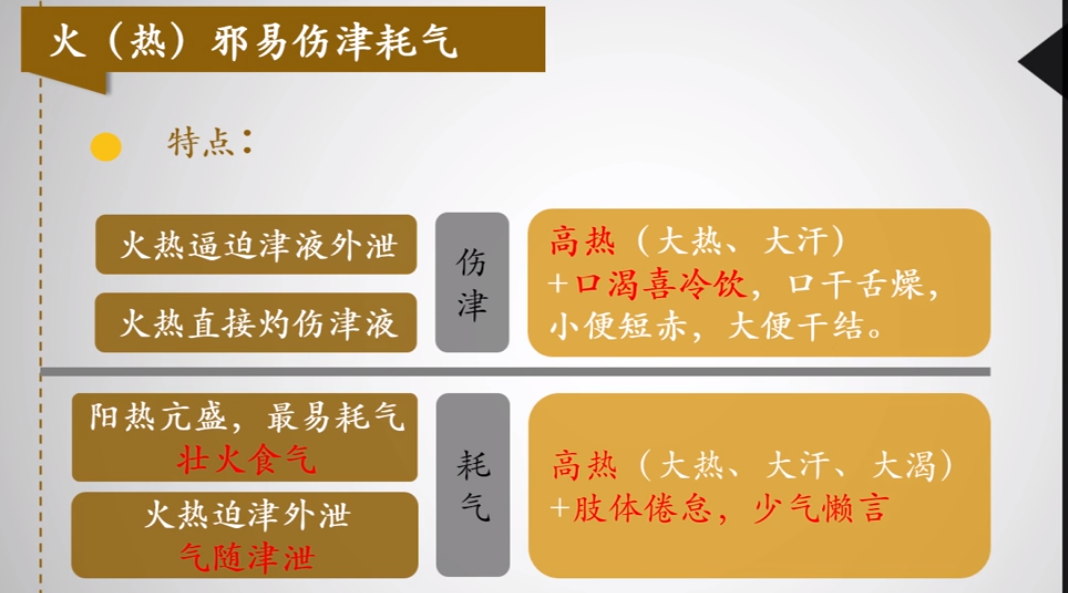 火（热）邪易伤津耗气
特点：
火热逼迫津液外泄
火热直接灼伤津液
伤
津
高热（大热、大汗）
+口渴喜冷饮，口干舌燥，
小便短赤，大便干结。
阳热亢盛，最易耗气
壮火食气
火热迫津外泄
气随津泄
耗
气
高热（大热、大汗、大渴）
+肢体倦怠，少气懒言